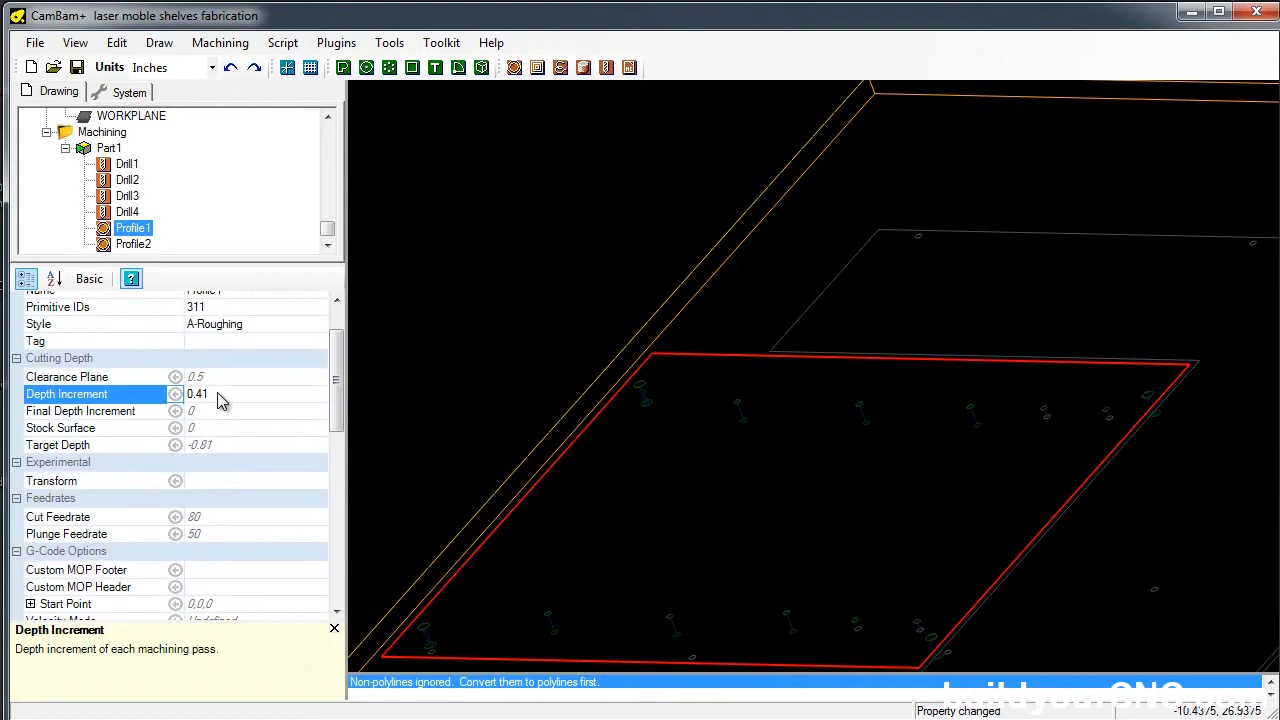 CamBam+ laser moble shelves fabrication
File View Edit Draw Machining Script Plugins Tools Toolkit Help
Units Inches
Drawing System
WORKPLANE
Machining
Part1
Drill1
Drill2
Drill3
Drill4
Profile1
Profile2
Basic
Primitive IDs 311
Style A-Roughing
Tag
Cutting Depth
Clearance Plane 0.5
Depth Increment 0.41
Final Depth Increment 0
Stock Surface 0
Target Depth -0.81
Experimental
Transform
Feedrates
Cut Feedrate 80
Plunge Feedrate 50
G-Code Options
Custom MOP Footer
Custom MOP Header
Start Point 0,0,0
Velocity Mode Undefined
Depth Increment
Depth increment of each machining pass.
Non-polylines ignored. Convert them to polylines first.
buildyourCNC.com
Property changed -10.4375, 26.9375